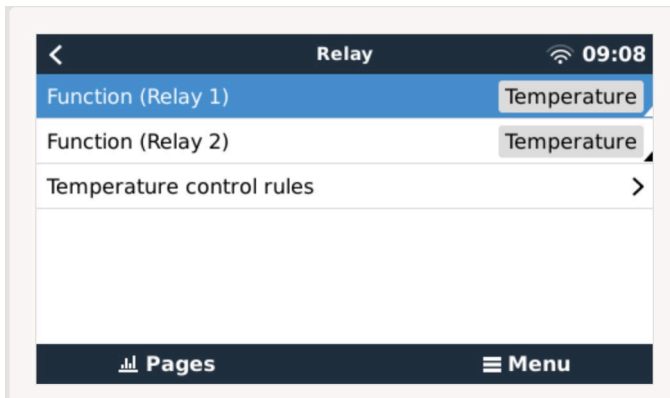 Relay 09:08
Function (Relay 1) Temperature
Function (Relay 2) Temperature
Temperature control rules
Pages Menu